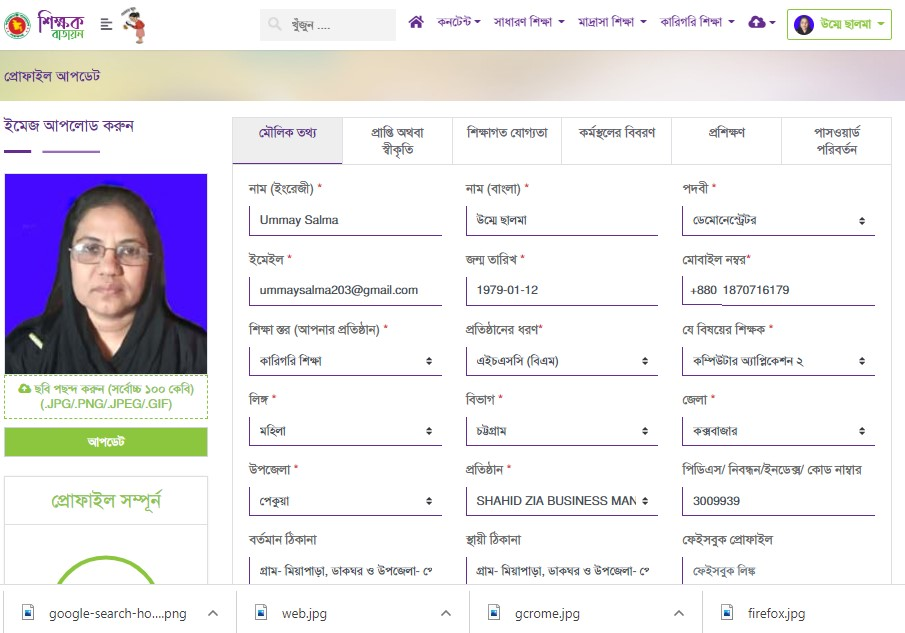 শিক্ষক
বাতায়ন
খুঁজুন ....
কনটেন্ট
সাধারণ শিক্ষা
মাদ্রাসা শিক্ষা
কারিগরি শিক্ষা
উম্মে ছালমা
প্রোফাইল আপডেট
ইমেজ আপলোড করুন
মৌলিক তথ্য
প্রাপ্তি অথবা
স্বীকৃতি
শিক্ষাগত যোগ্যতা
কর্মস্থলের বিবরণ
প্রশিক্ষণ
পাসওয়ার্ড
পরিবর্তন
নাম (ইংরেজী) *
নাম (বাংলা) *
পদবী *
Ummay Salma
উম্মে ছালমা
ডেমোনেস্ট্রেটর
ইমেইল *
জন্ম তারিখ *
মোবাইল নম্বর*
ummaysalma203@gmail.com
1979-01-12
+880 1870716179
শিক্ষা স্তর (আপনার প্রতিষ্ঠান) *
প্রতিষ্ঠানের ধরণ*
যে বিষয়ের শিক্ষক *
কারিগরি শিক্ষা
এইচএসসি (বিএম)
কম্পিউটার অ্যাপ্লিকেশন ২
ছবি পছন্দ করুন (সর্বোচ্চ ১০০ কেবি)
(.JPG/.PNG/.JPEG/.GIF)
লিঙ্গ *
বিভাগ *
জেলা *
মহিলা
চট্টগ্রাম
কক্সবাজার
আপডেট
উপজেলা *
প্রতিষ্ঠান *
পিডিএস/ নিবন্ধন/ইনডেক্স/ কোড নাম্বার
পেকুয়া
SHAHID ZIA BUSINESS MAN
3009939
প্রোফাইল সম্পূর্ন
বর্তমান ঠিকানা
স্থায়ী ঠিকানা
ফেইসবুক প্রোফাইল
গ্রাম- মিয়াপাড়া, ডাকঘর ও উপজেলা- পে
গ্রাম- মিয়াপাড়া, ডাকঘর ও উপজেলা- পে
ফেইসবুক লিঙ্ক
google-search-ho....png
web.jpg
gcrome.jpg
firefox.jpg